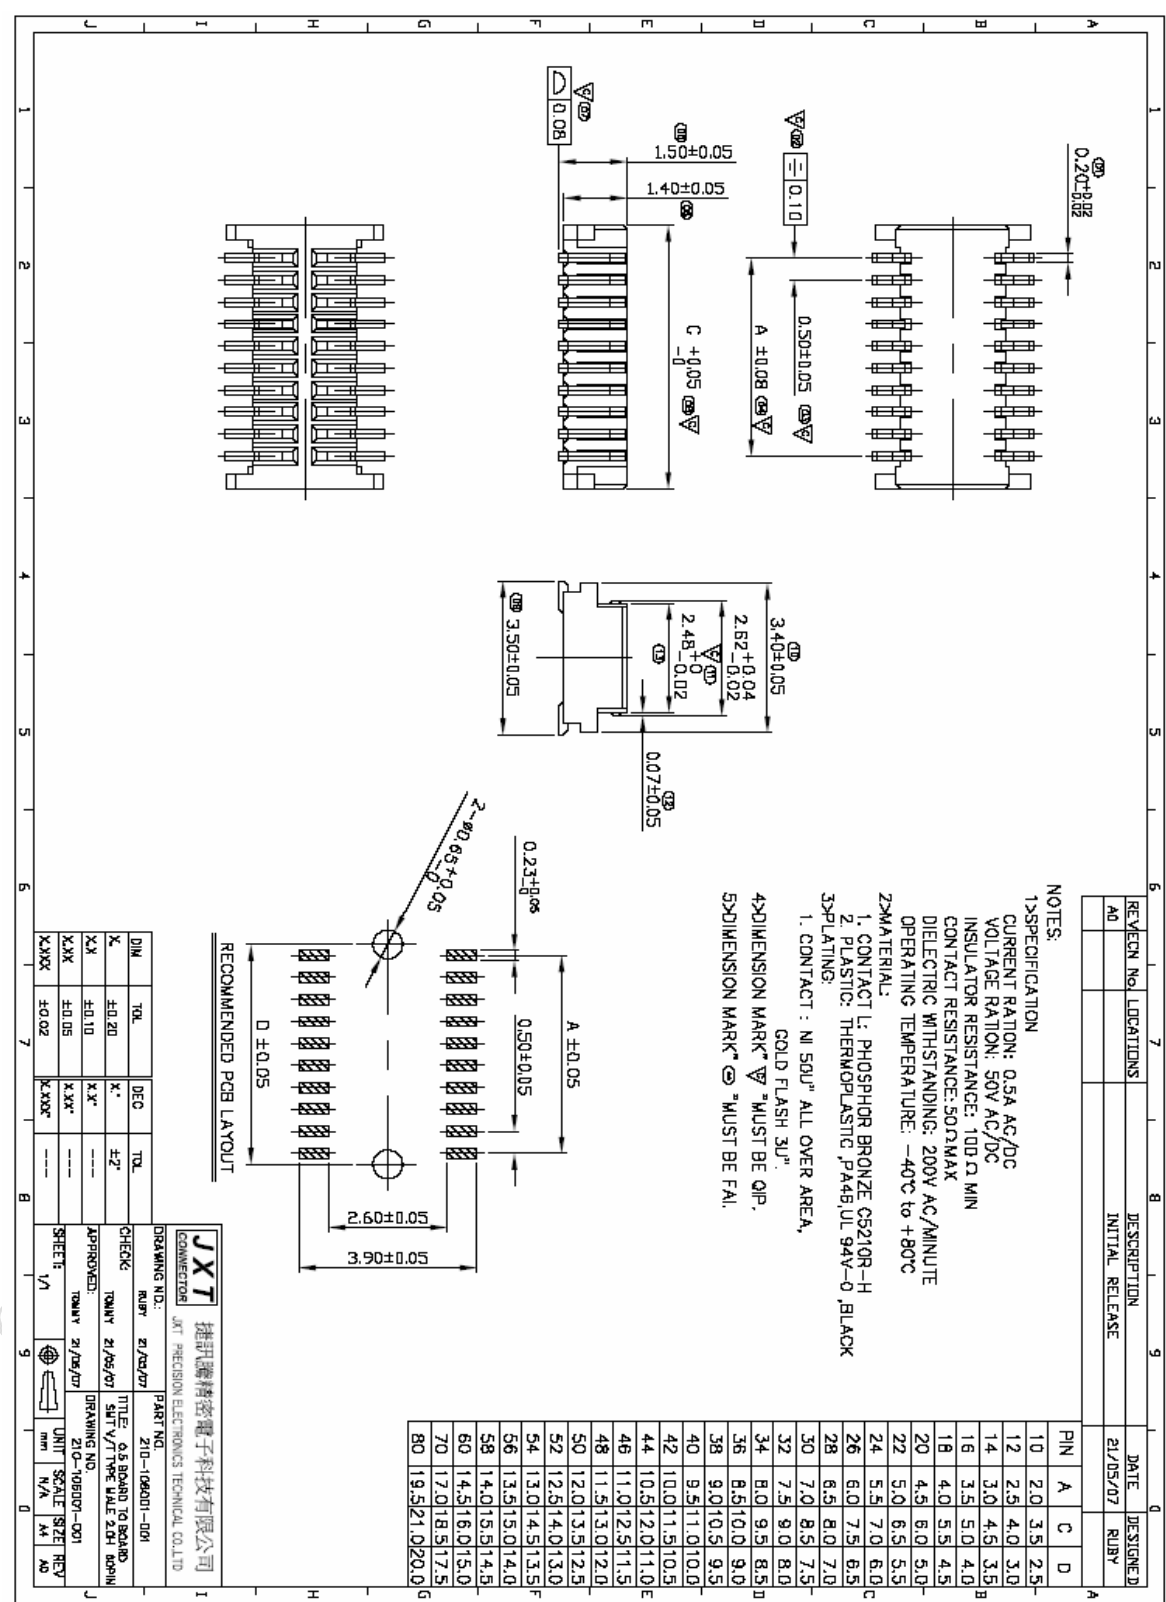 REV
ECN No.
LOCATIONS
DESCRIPTION
DATE
DESIGNED
A0
INITIAL RELEASE
21/05/07
RUBY
NOTES:
1>SPECIFICATION
CURRENT RATION: 0.5A AC/DC
VOLTAGE RATION: 50V AC/DC
INSULATOR RESISTANCE: 100 Ω MIN
CONTACT RESISTANCE:50ΩMAX
DIELECTRIC WITHSTANDING: 200V AC/MINUTE
OPERATING TEMPERATURE: -40℃ to +80℃
2>MATERIAL:
1. CONTACT L: PHOSPHOR BRONZE C5210R-H
2. PLASTIC: THERMOPLASTIC ,PA46,UL 94V-0 ,BLACK
3>PLATING:
1. CONTACT : NI 50U" ALL OVER AREA,
GOLD FLASH 3U".
4>DIMENSION MARK" "MUST BE QIP.
5>DIMENSION MARK" "MUST BE FAI.
PIN A C D
10 2.0 3.5 2.5
12 2.5 4.0 3.0
14 3.0 4.5 3.5
16 3.5 5.0 4.0
18 4.0 5.5 4.5
20 4.5 6.0 5.0
22 5.0 6.5 5.5
24 5.5 7.0 6.0
26 6.0 7.5 6.5
28 6.5 8.0 7.0
30 7.0 8.5 7.5
32 7.5 9.0 8.0
34 8.0 9.5 8.5
36 8.5 10.0 9.0
38 9.0 10.5 9.5
40 9.5 11.0 10.0
42 10.0 11.5 10.5
44 10.5 12.0 11.0
46 11.0 12.5 11.5
48 11.5 13.0 12.0
50 12.0 13.5 12.5
52 12.5 14.0 13.0
54 13.0 14.5 13.5
56 13.5 15.0 14.0
58 14.0 15.5 14.5
60 14.5 16.0 15.0
70 17.0 18.5 17.5
80 19.5 21.0 20.0
0.20+0.02
-0.02
0.10
0.50±0.05
A ±0.08
C +0.05
-0
1.50±0.05
1.40±0.05
0.08
3.40±0.05
2.62+0.04
-0.02
2.48+0
-0.02
0.07±0.05
3.50±0.05
A ±0.05
0.50±0.05
0.23+0.05
-0
2-ø0.65+0.05
-0
D ±0.05
2.60±0.05
3.90±0.05
RECOMMENDED PCB LAYOUT
DIM TOL DEC TOL
X. ±0.20 X.° ±2°
X.X ±0.10 X.X° ---
X.XX ±0.05 X.XX° ---
X.XXX ±0.02 X.XXX° ----
JXT
CONNECTOR
捷訊騰精密電子科技有限公司
JXT PRECISION ELECTRONICS TECHNICAL CO.,LTD
DRAWING NO.:
RUBY 21/05/07
PART NO.
210-106001-001
CHECK:
TOMMY 21/05/07
TITLE: 0.5 BOARD TO BOARD
SMT V/T TYPE MALE 2.0H 80PIN
APPROVED:
TOMMY 21/06/07
DRAWING NO.
210-106001-001
SHEET:
1/1
UNIT SCALE SIZE REV
mm N/A A4 A0